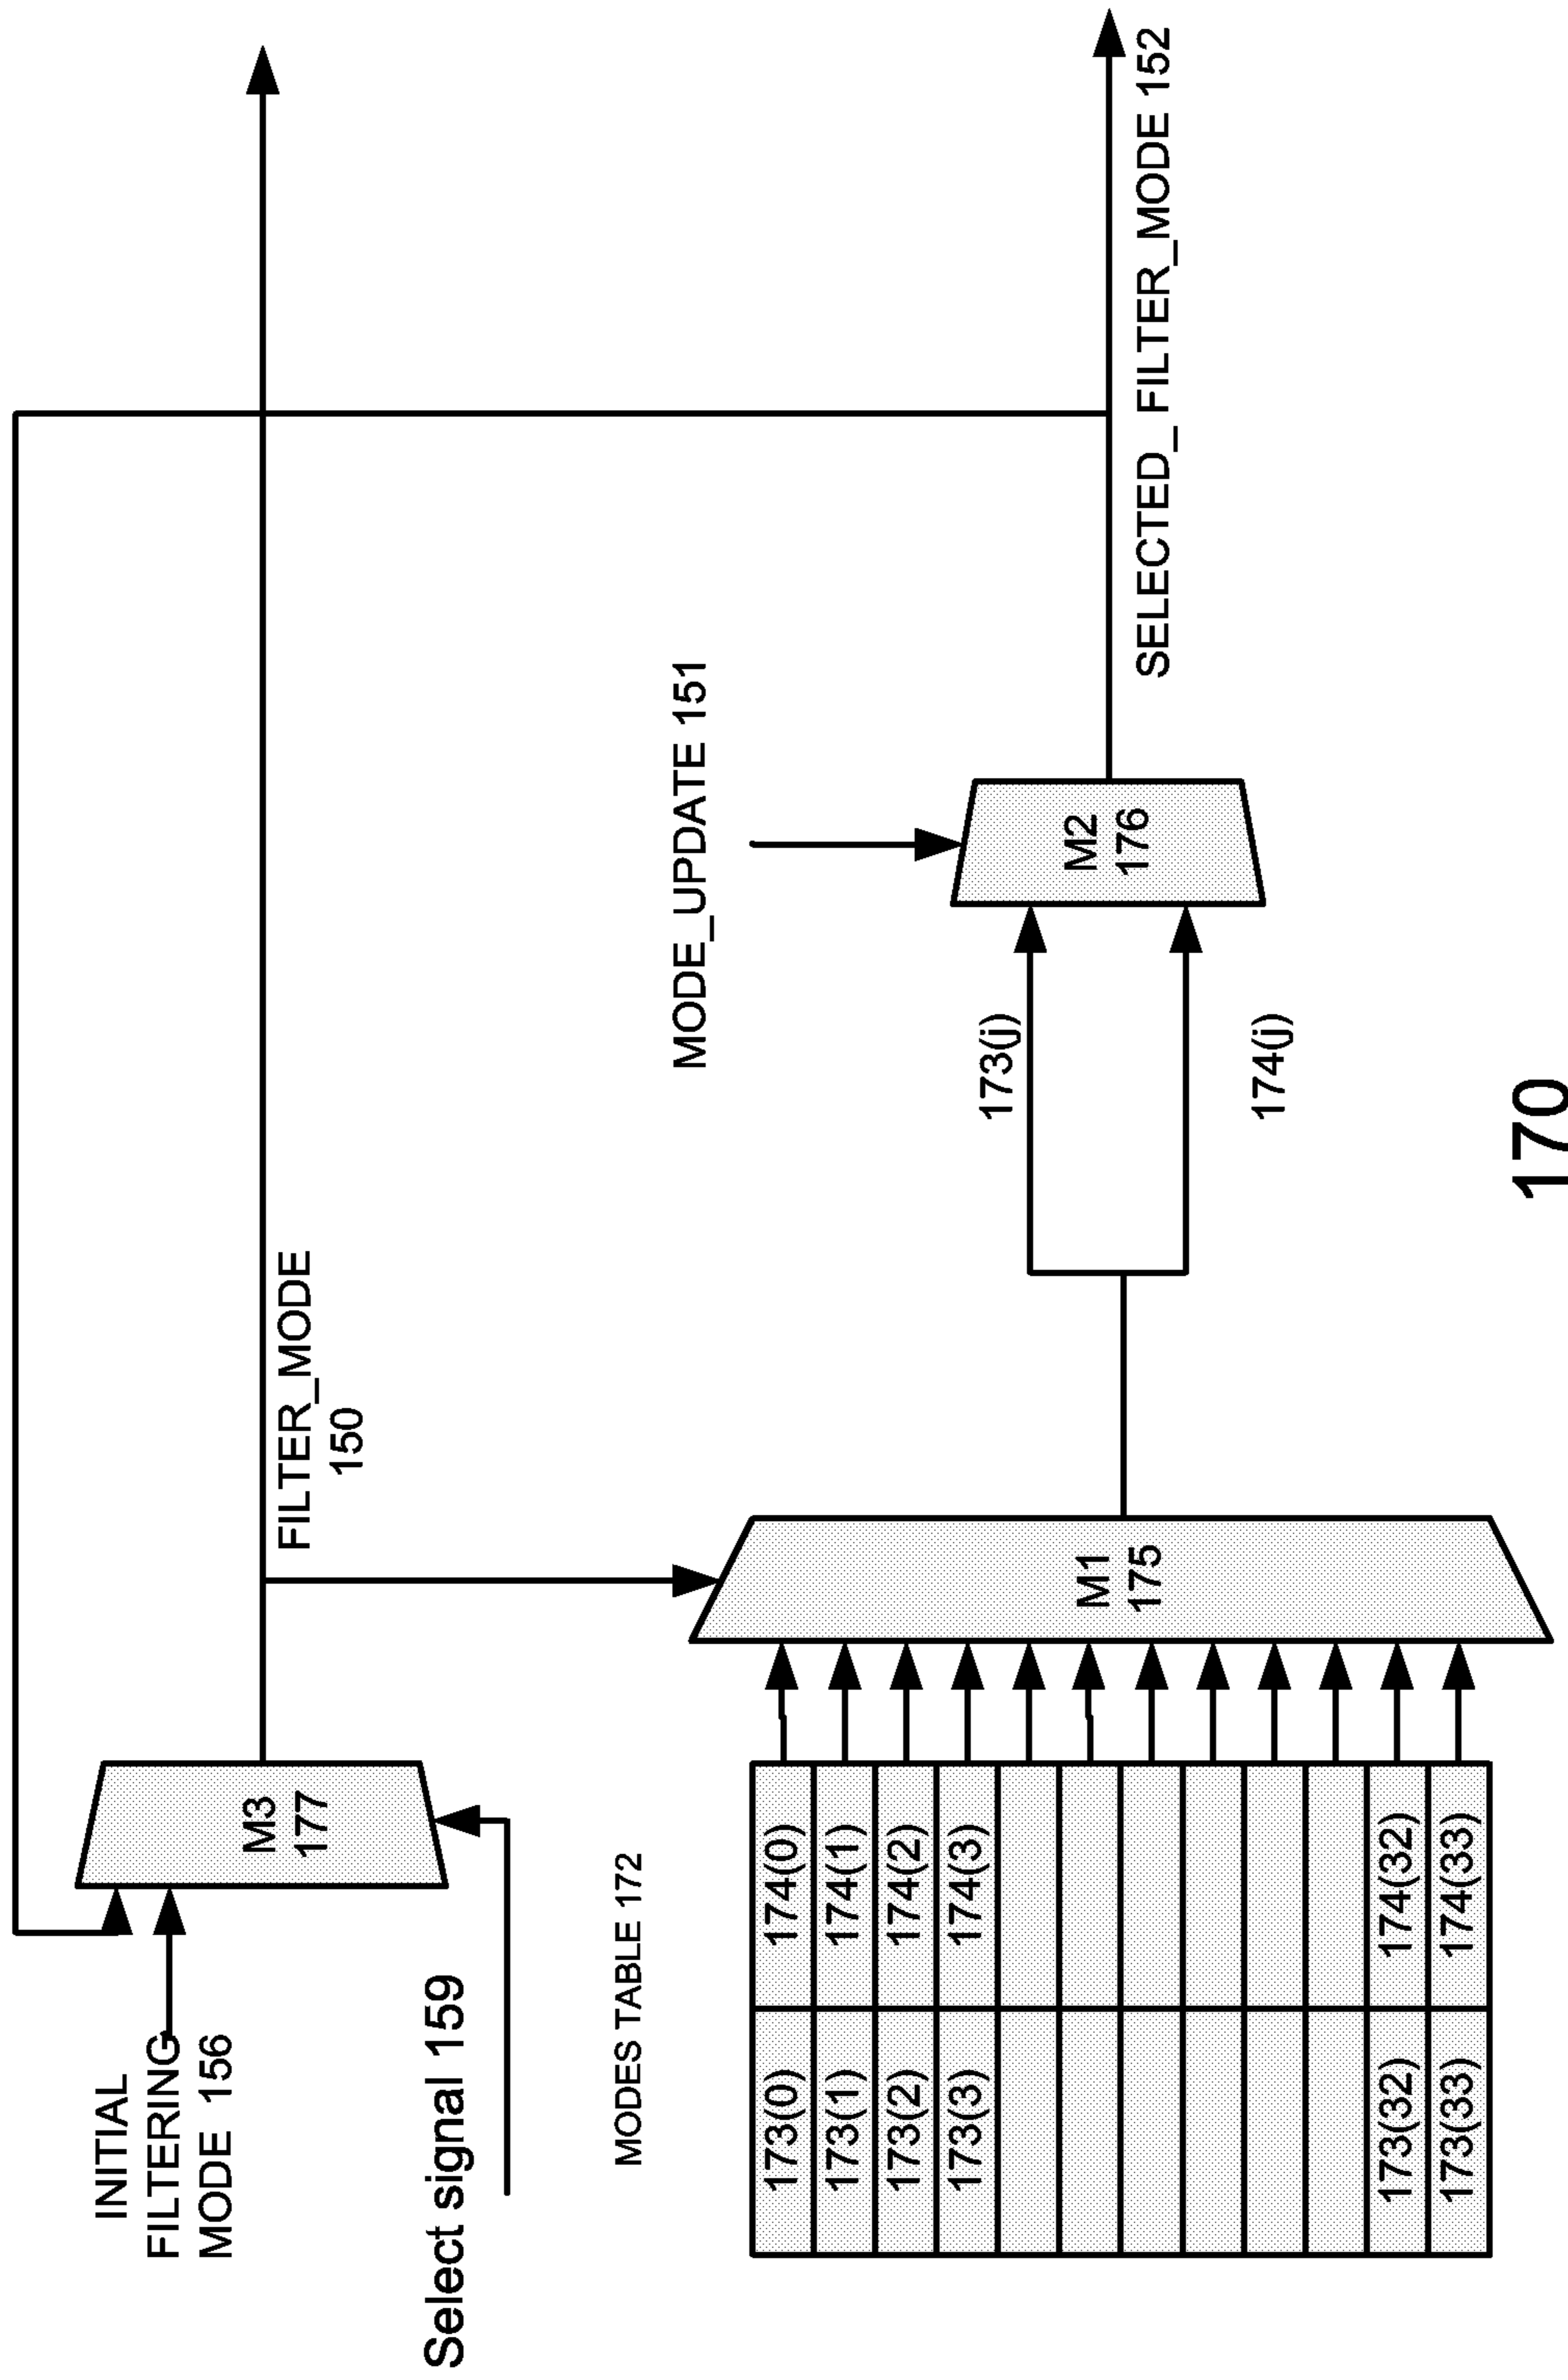 INITIAL
FILTERING
MODE 156
M3
177
Select signal 159
FILTER_MODE
150
MODES TABLE 172
173(0) 174(0)
173(1) 174(1)
173(2) 174(2)
173(3) 174(3)
173(32) 174(32)
173(33) 174(33)
M1
175
173(j)
174(j)
MODE_UPDATE 151
M2
176
SELECTED_ FILTER_MODE 152
170